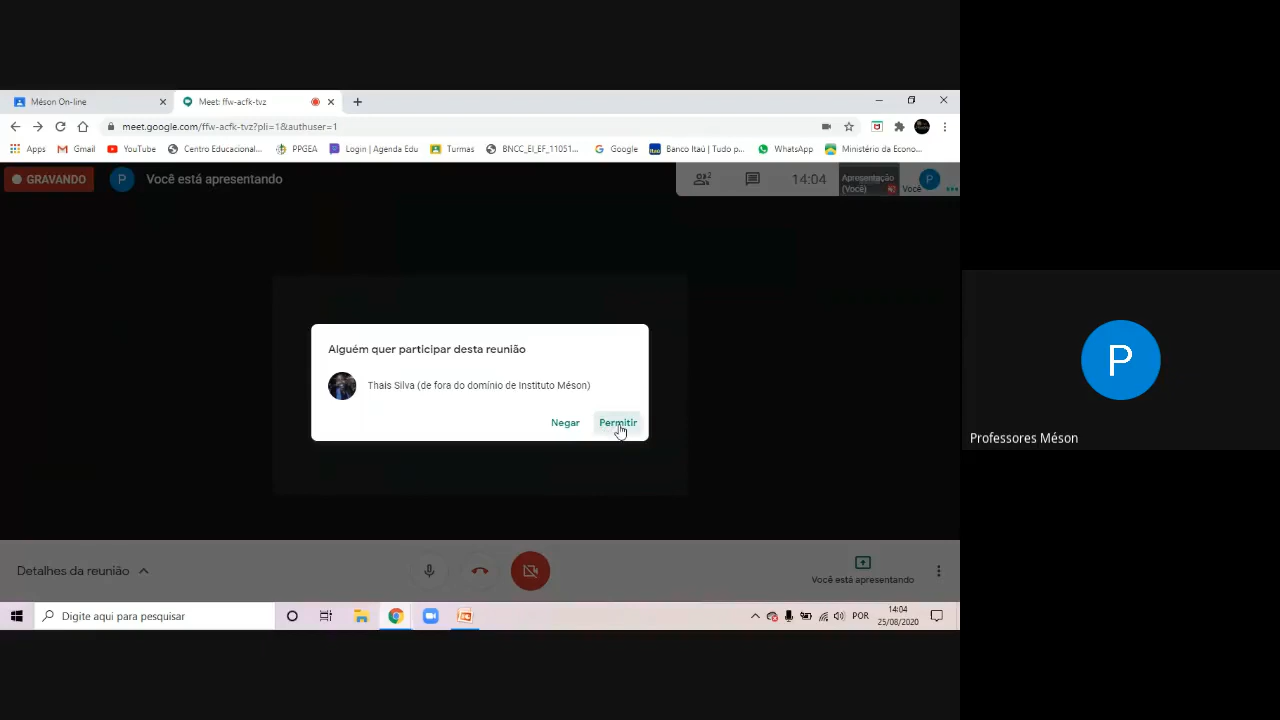 Méson On-line
Meet: ffw-acfk-tvz
meet.google.com/ffw-acfk-tvz?pli=1&authuser=1
Apps Gmail YouTube Centro Educacional... PPGEA Login | Agenda Edu Turmas BNCC_EI_EF_11051... Google Banco Itaú | Tudo p... WhatsApp Ministério da Econo...
GRAVANDO P Você está apresentando
2 14:04
Apresentação
(Você)
Você P
Alguém quer participar desta reunião
Thais Silva (de fora do domínio de Instituto Méson)
Negar Permitir
P
Professores Méson
Detalhes da reunião
Você está apresentando
Digite aqui para pesquisar
POR
14:04
25/08/2020